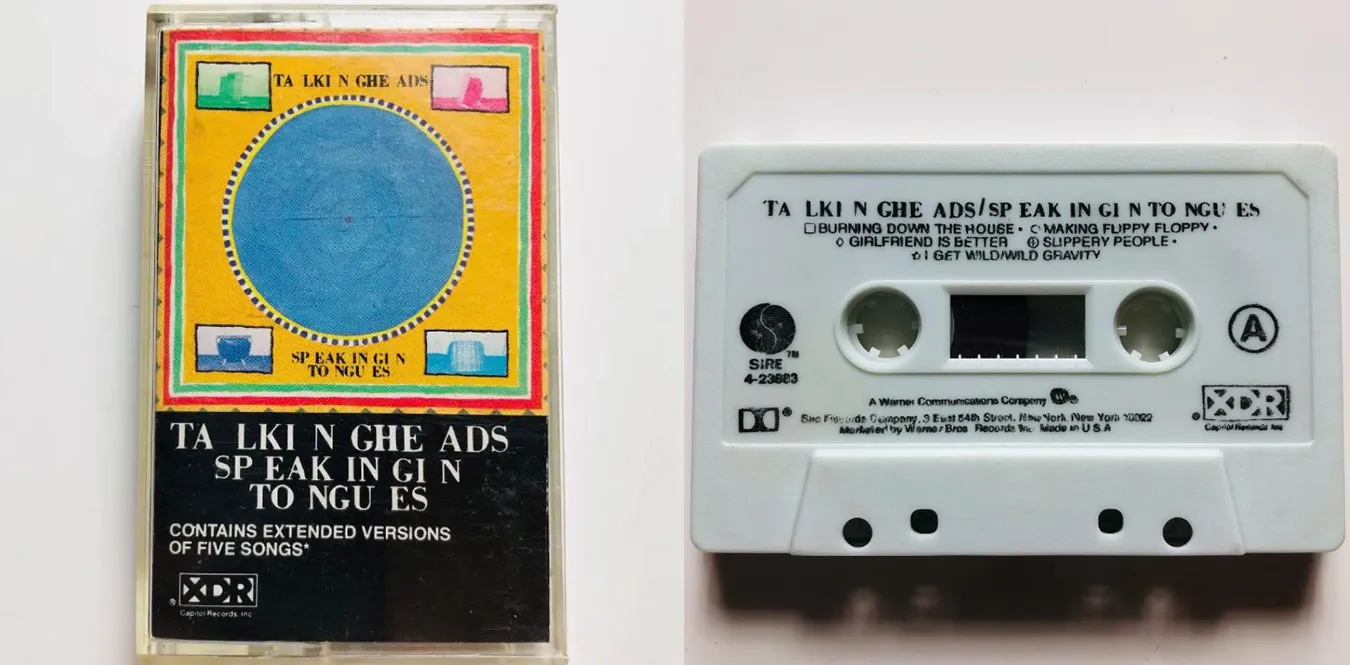 TA LKI N GHE ADS
SP EAK IN GI N
TO NGU ES
TA LKI N GHE ADS
SP EAK IN GI N
TO NGU ES
CONTAINS EXTENDED VERSIONS
OF FIVE SONGS*
® XDR
Capitol Records, Inc
TA LKI N GHE ADS/SP EAK IN GI N TO NGU ES
BURNING DOWN THE HOUSE • MAKING FLIPPY FLOPPY •
GIRLFRIEND IS BETTER SLIPPERY PEOPLE •
I GET WILD/WILD GRAVITY
S
SIRE ™
4-23883
A
A Warner Communications Company
®
Sire Records Company, 3 East 54th Street, New York, New York 10022
Marketed by Warner Bros. Records Inc. Made in U S A
® XDR
Capitol Records Inc